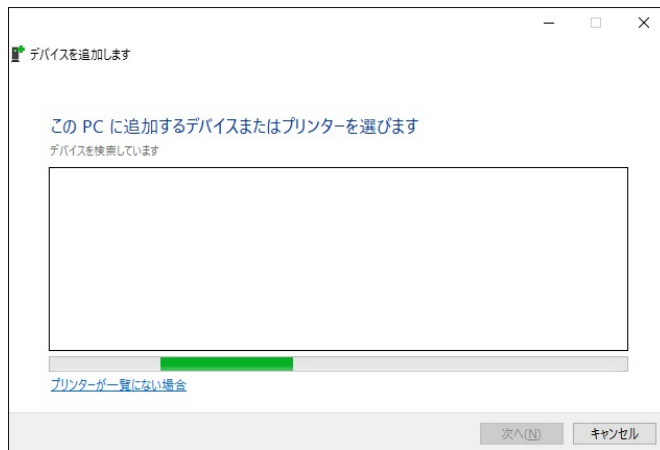 デバイスを追加します
この PC に追加するデバイスまたはプリンターを選びます
デバイスを検索しています
プリンターが一覧にない場合
次へ(N)
キャンセル